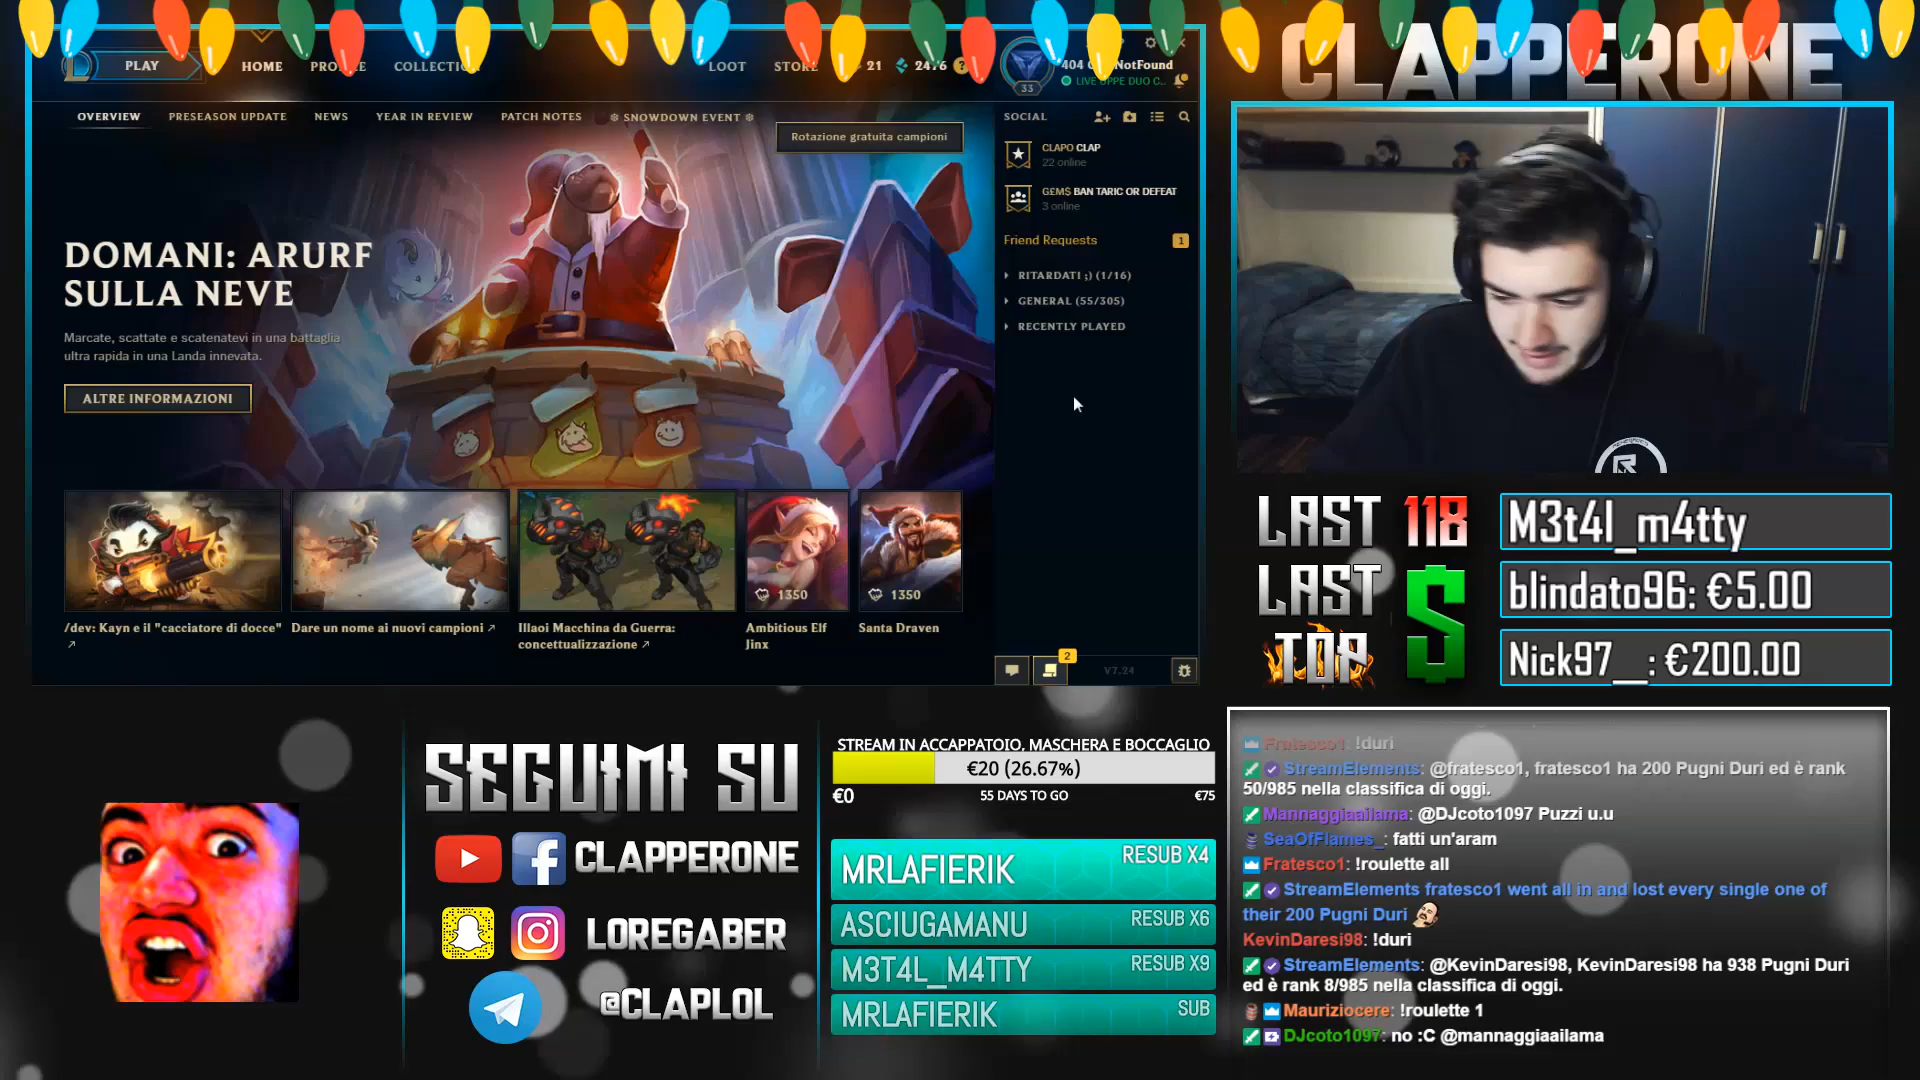 CLAPPERONE
PLAY
HOME
LOOT
21
33
OVERVIEW
PRESEASON UPDATE
NEWS
YEAR IN REVIEW
PATCH NOTES
❄ SNOWDOWN EVENT ❄
Rotazione gratuita campioni
DOMANI: ARURF
SULLA NEVE
Marcate, scattate e scatenatevi in una battaglia
ultra rapida in una Landa innevata.
ALTRE INFORMAZIONI
SOCIAL
CLAPO CLAP
22 online
G£M$ BAN TARIC OR DEFEAT
3 online
Friend Requests
1
RITARDATI ;) (1/16)
GENERAL (55/305)
RECENTLY PLAYED
1350
1350
/dev: Kayn e il "cacciatore di docce"
Dare un nome ai nuovi campioni
Illaoi Macchina da Guerra:
concettualizzazione
Ambitious Elf
Jinx
Santa Draven
2
V7.24
LAST 118 M3t4l_m4tty
LAST $ blindato96: €5.00
TOP Nick97__: €200.00
SEGUIMI SU
CLAPPERONE
LOREGABER
@CLAPLOL
STREAM IN ACCAPPATOIO, MASCHERA E BOCCAGLIO
€20 (26.67%)
€0 55 DAYS TO GO €75
MRLAFIERIK RESUB X4
ASCIUGAMANU RESUB X6
M3T4L_M4TTY RESUB X9
MRLAFIERIK SUB
Fratesco1: !duri
StreamElements: @fratesco1, fratesco1 ha 200 Pugni Duri ed è rank
50/985 nella classifica di oggi.
Mannaggiaailama: @DJcoto1097 Puzzi u.u
SeaOfFlames_: fatti un'aram
Fratesco1: !roulette all
StreamElements fratesco1 went all in and lost every single one of
their 200 Pugni Duri
KevinDaresi98: !duri
StreamElements: @KevinDaresi98, KevinDaresi98 ha 938 Pugni Duri
ed è rank 8/985 nella classifica di oggi.
Mauriziocere: !roulette 1
DJcoto1097: no :C @mannaggiaailama